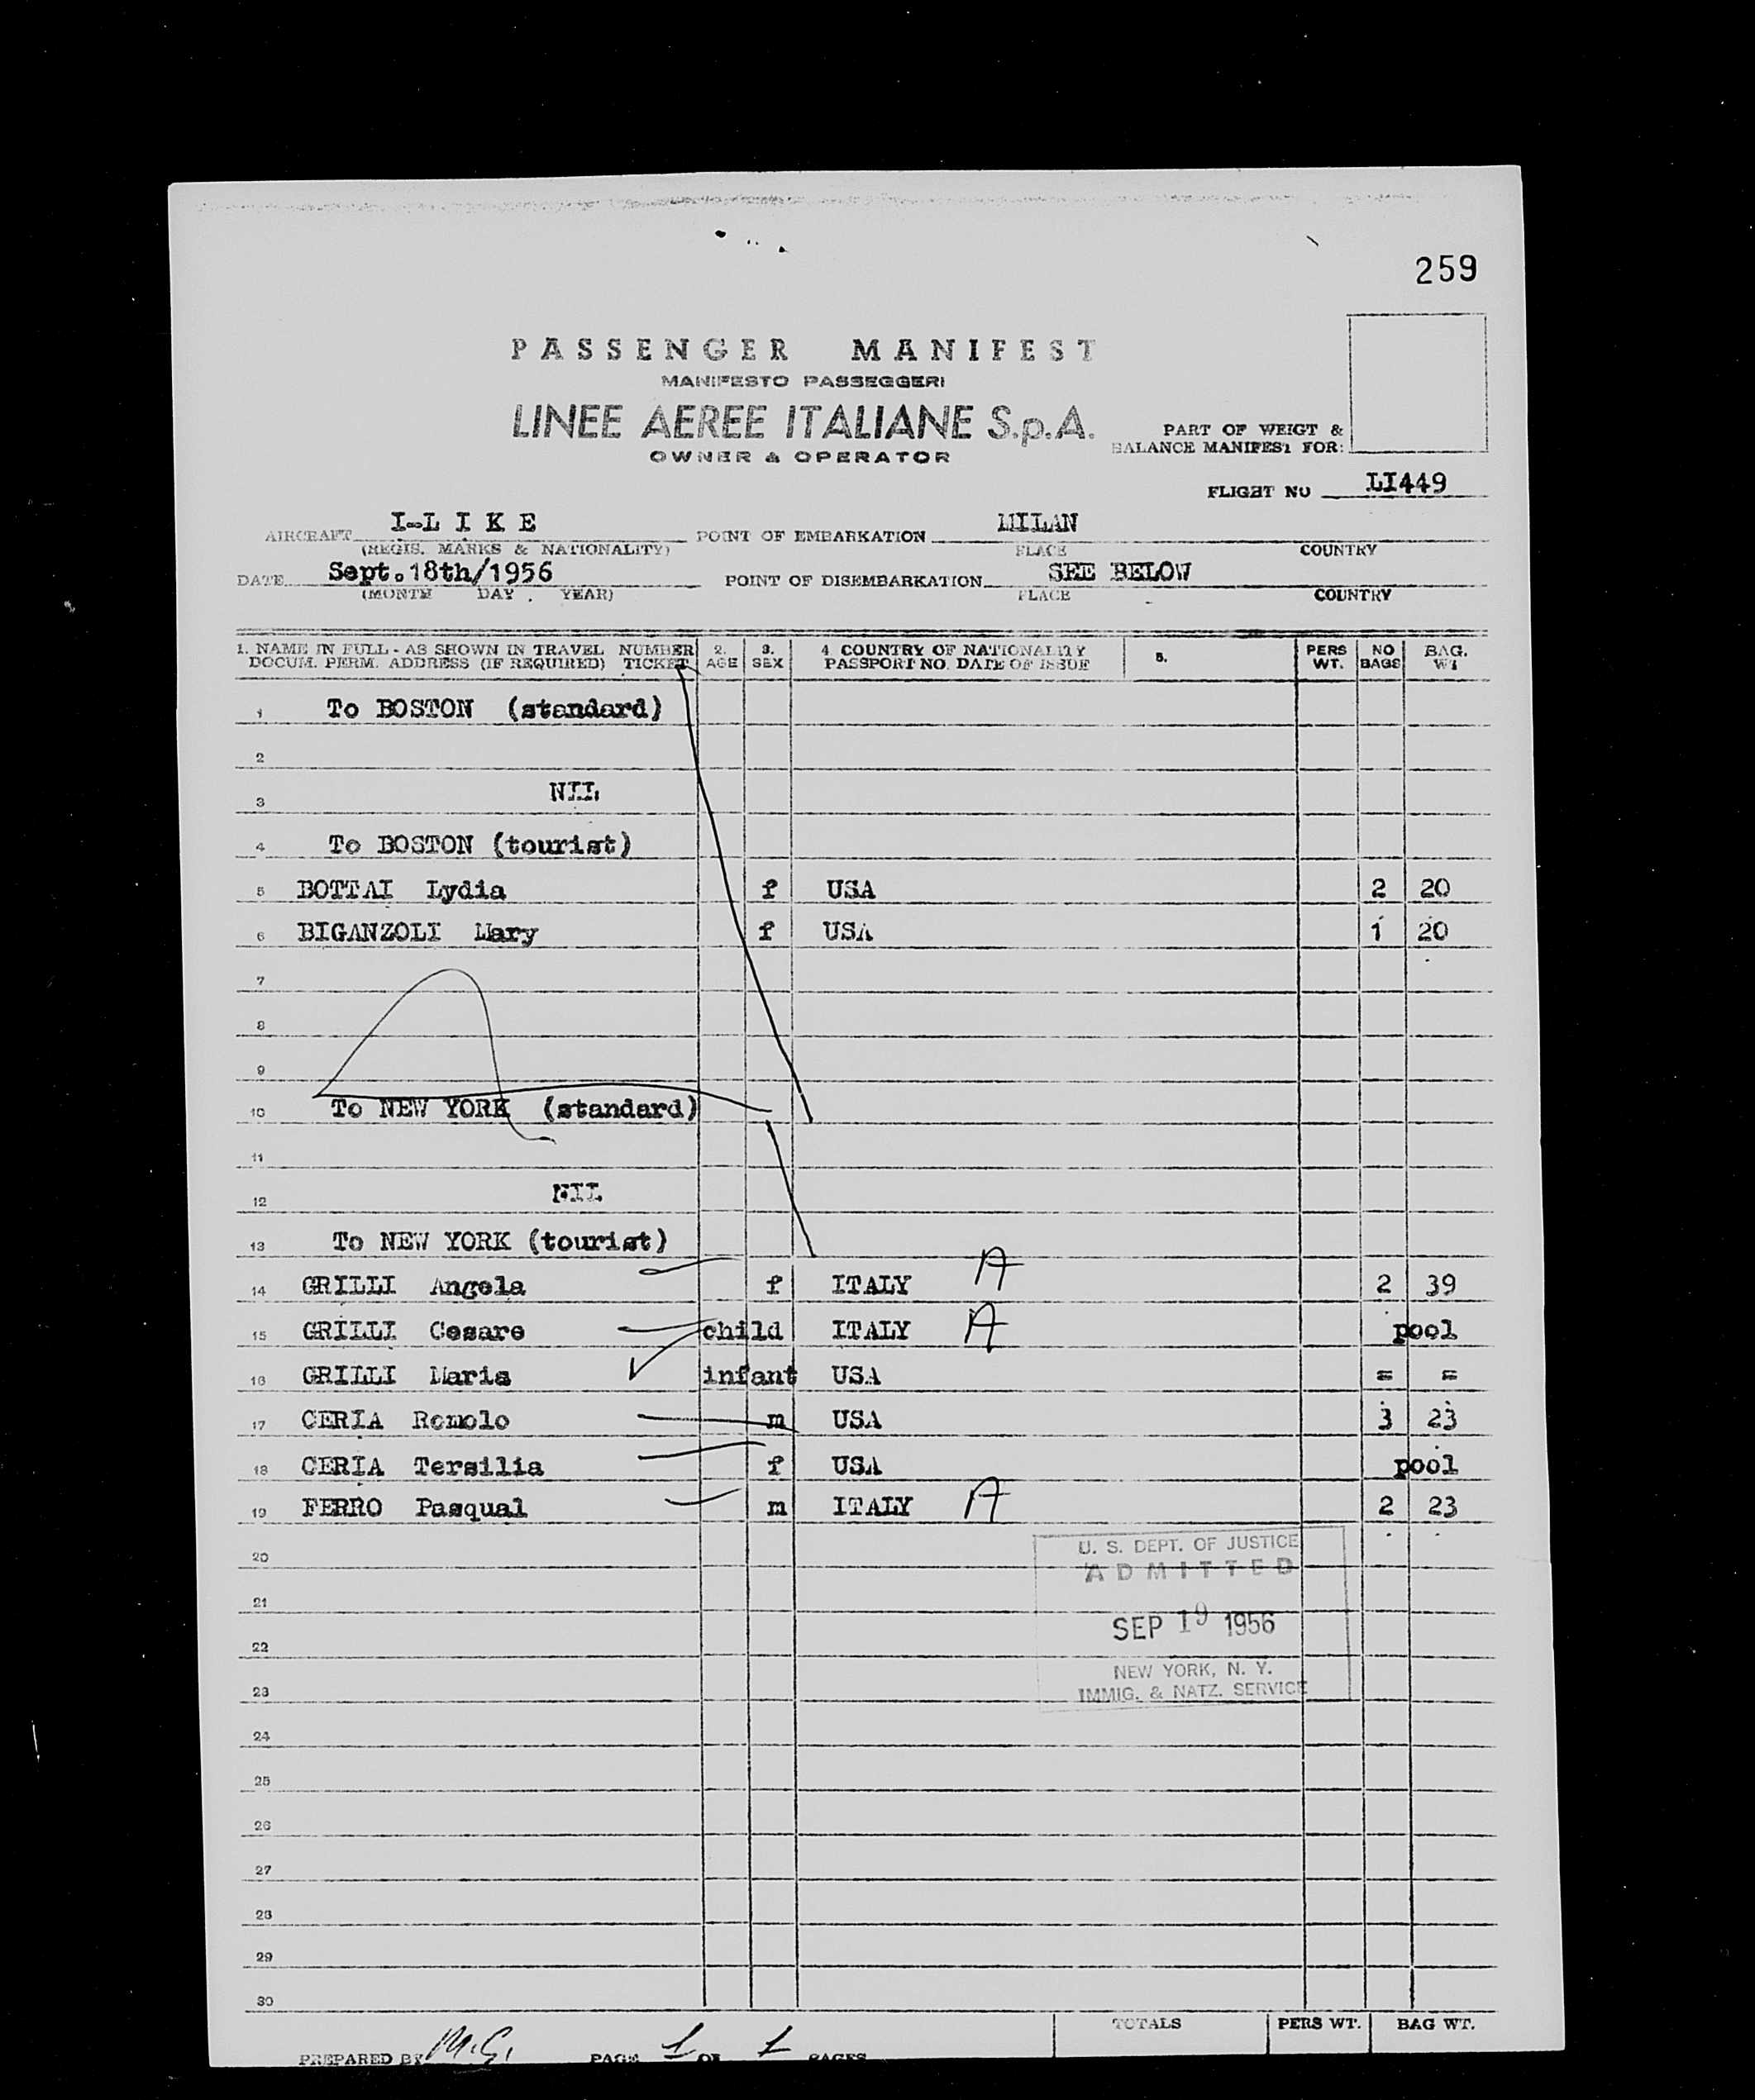 259
PASSENGER MANIFEST
MANIFESTO PASSEGGERI
LINEE AEREE ITALIANE S.p.A.
OWNER & OPERATOR
PART OF WEIGT &
BALANCE MANIFEST FOR:
FLIGHT NO LI449
AIRCRAFT I-L I K E POINT OF EMBARKATION MILAN
(REGIS. MARKS & NATIONALITY) PLACE COUNTRY
DATE Sept.18th/1956 POINT OF DISEMBARKATION SEE BELOW
(MONTH DAY . YEAR) PLACE COUNTRY
1. NAME IN FULL - AS SHOWN IN TRAVEL NUMBER 2. 3. 4 COUNTRY OF NATIONALITY 5. PERS NO BAG.
DOCUM. PERM. ADDRESS (IF REQUIRED) TICKET AGE SEX PASSPORT NO. DATE OF ISSUE WT. BAGS WT
1 To BOSTON (standard)
2
3 NIL
4 To BOSTON (tourist)
5 BOTTAI Lydia f USA 2 20
6 BIGANZOLI Mary f USA 1 20
7
8
9
10 To NEW YORK (standard)
11
12 NIL
13 To NEW YORK (tourist)
14 GRILLI Angela f ITALY A 2 39
15 GRILLI Cesare child ITALY A pool
16 GRILLI Maria infant USA = =
17 CERIA Romolo m USA 3 23
18 CERIA Tersilia f USA pool
19 FERRO Pasqual m ITALY A 2 23
U. S. DEPT. OF JUSTICE
20
ADMITTED
21
SEP 19 1956
22
NEW YORK, N. Y.
23
IMMIG. & NATZ. SERVICE
24
25
26
27
28
29
30
TOTALS PERS WT. BAG WT.
PREPARED BY M.G. PAGE 1 OF 1 PAGES